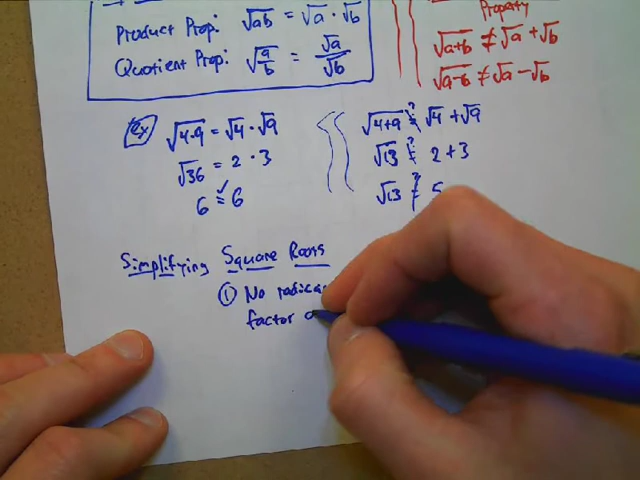 Product Prop: √ab = √a · √b
Quotient Prop: √a/b = √a/√b
Property
√a+b ≠ √a + √b
√a-b ≠ √a - √b
Ex
√4·9 = √4 · √9
√36 = 2 · 3
6 = 6
√4+9 ≠ √4 + √9
√13 ≠ 2 + 3
√13 ≠ 5
Simplifying Square Roots
① No
factor